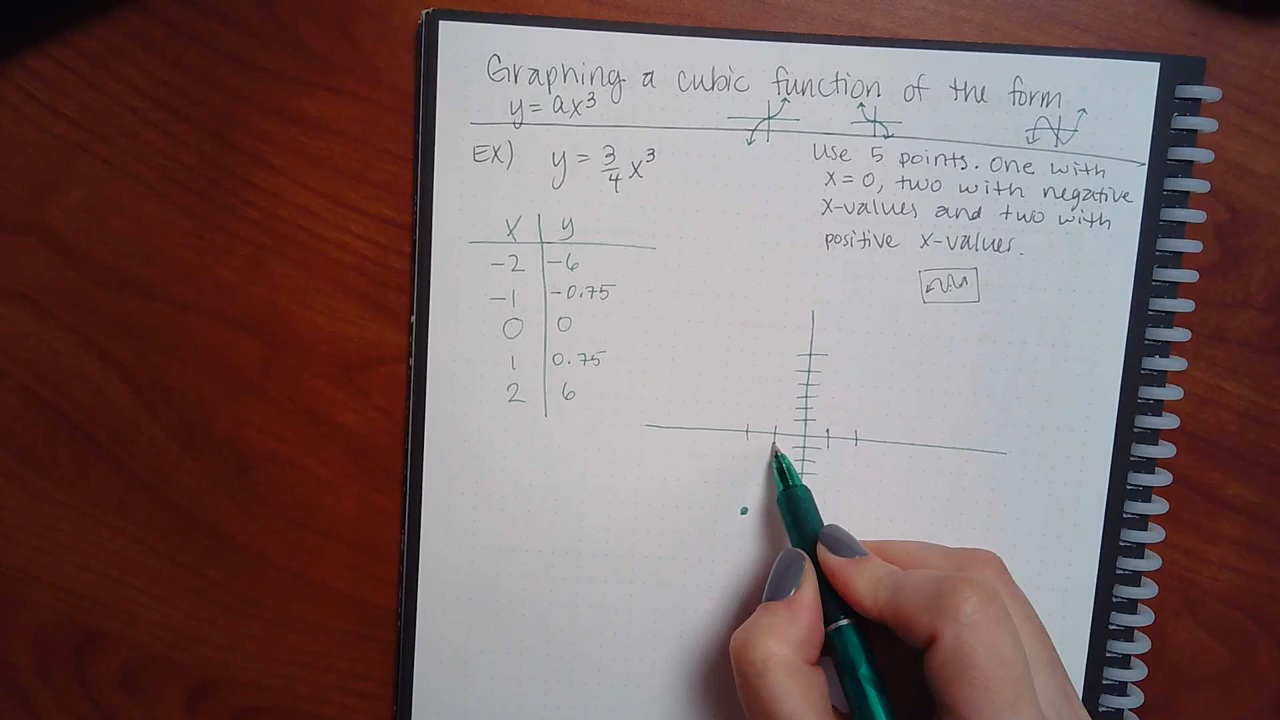 Graphing a cubic function of the form
y = ax³
EX) y = 3/4 x³
Use 5 points. One with
x=0, two with negative
x-values and two with
positive x-values.
x | y
-2 | -6
-1 | -0.75
0 | 0
1 | 0.75
2 | 6